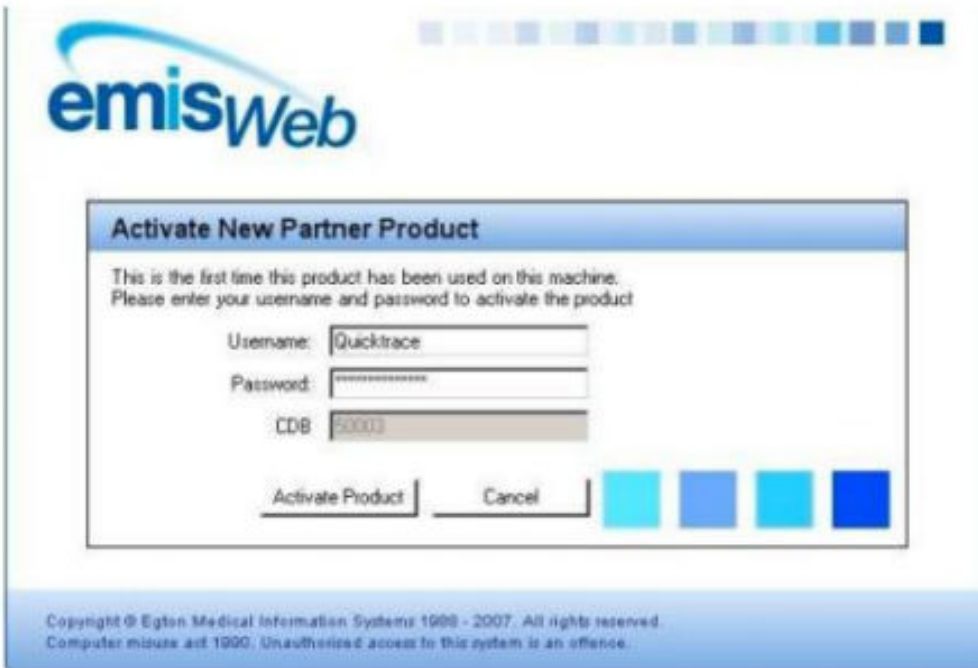 emisWeb
Activate New Partner Product
This is the first time this product has been used on this machine.
Please enter your username and password to activate the product
Username: Quicktrace
Password: **************
CDB 50003
Activate Product Cancel
Copyright © Egton Medical Information Systems 1988 - 2007. All rights reserved.
Computer misuse act 1990. Unauthorised access to this system is an offence.